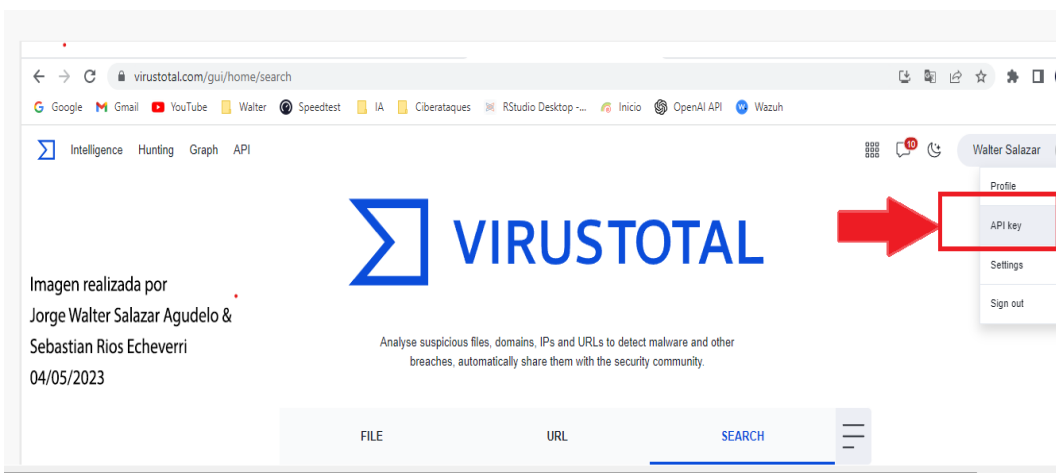 virustotal.com/gui/home/search
Google Gmail YouTube Walter Speedtest IA Ciberataques RStudio Desktop -... Inicio OpenAI API Wazuh
Intelligence Hunting Graph API 10 Walter Salazar
Profile
API key
Settings
Sign out
VIRUSTOTAL
Imagen realizada por
Jorge Walter Salazar Agudelo &
Sebastian Rios Echeverri
04/05/2023
Analyse suspicious files, domains, IPs and URLs to detect malware and other
breaches, automatically share them with the security community.
FILE URL SEARCH